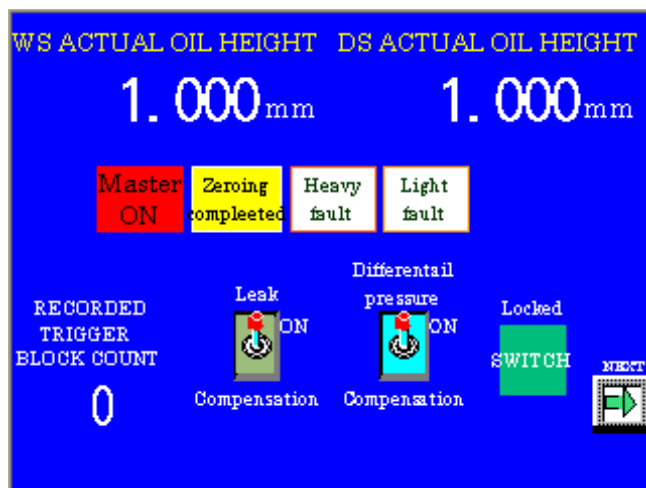 WS ACTUAL OIL HEIGHT DS ACTUAL OIL HEIGHT
1.000mm 1.000mm
Master
ON
Zeroing
compleeted
Heavy
fault
Light
fault
RECORDED
TRIGGER
BLOCK COUNT
0
Leak
ON
Compensation
Differentail
pressure
ON
Compensation
Locked
SWITCH
NEXT